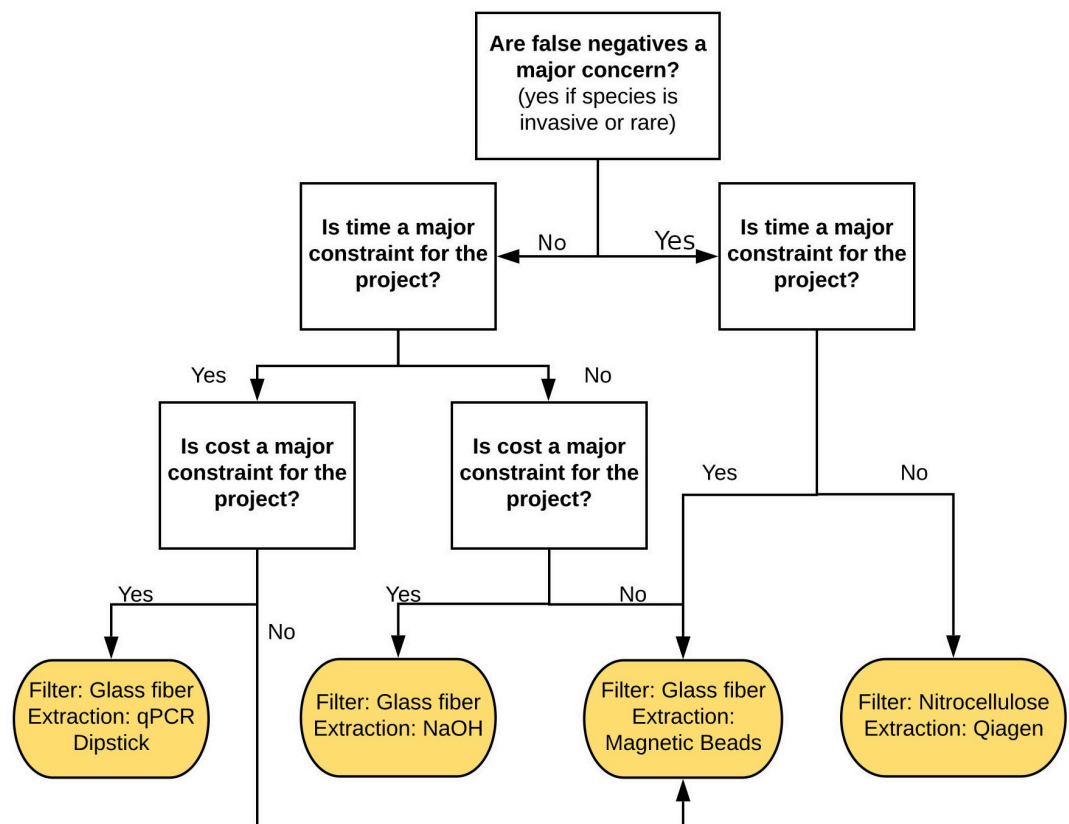 Are false negatives a
major concern?
(yes if species is
invasive or rare)
No
Yes
Is time a major
constraint for the
project?
Is time a major
constraint for the
project?
Yes
No
Is cost a major
constraint for the
project?
Is cost a major
constraint for the
project?
Yes
No
Yes
No
Yes
No
Filter: Glass fiber
Extraction: qPCR
Dipstick
Filter: Glass fiber
Extraction: NaOH
Filter: Glass fiber
Extraction:
Magnetic Beads
Filter: Nitrocellulose
Extraction: Qiagen